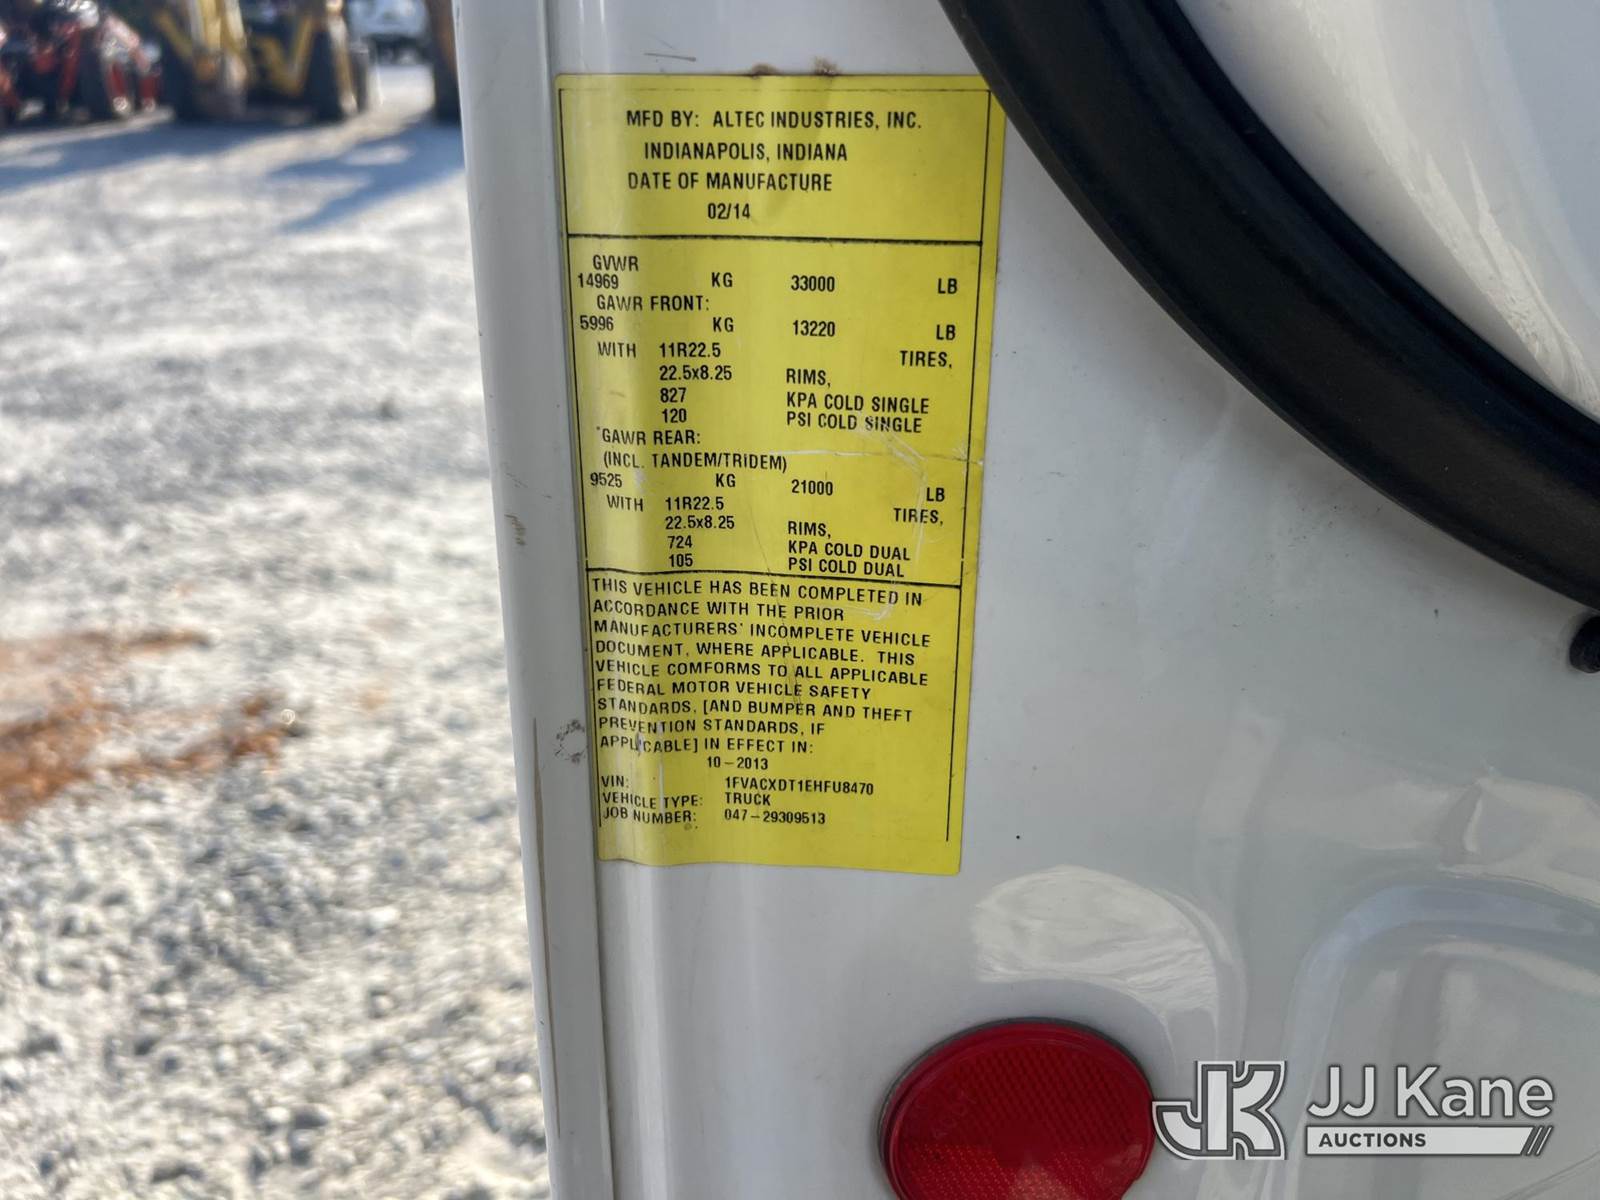 MFD BY: ALTEC INDUSTRIES, INC.
INDIANAPOLIS, INDIANA
DATE OF MANUFACTURE
02/14
GVWR
14969 KG 33000 LB
GAWR FRONT:
5996 KG 13220 LB
WITH 11R22.5 TIRES,
22.5x8.25 RIMS,
827 KPA COLD SINGLE
120 PSI COLD SINGLE
GAWR REAR:
(INCL. TANDEM/TRIDEM)
9525 KG 21000 LB
WITH 11R22.5 TIRES,
22.5x8.25 RIMS,
724 KPA COLD DUAL
105 PSI COLD DUAL
THIS VEHICLE HAS BEEN COMPLETED IN
ACCORDANCE WITH THE PRIOR
MANUFACTURERS' INCOMPLETE VEHICLE
DOCUMENT, WHERE APPLICABLE. THIS
VEHICLE COMFORMS TO ALL APPLICABLE
FEDERAL MOTOR VEHICLE SAFETY
STANDARDS, [AND BUMPER AND THEFT
PREVENTION STANDARDS, IF
APPLICABLE] IN EFFECT IN:
10-2013
VIN: 1FVACXDT1EHFU8470
VEHICLE TYPE: TRUCK
JOB NUMBER: 047-29309513
JK JJ Kane
AUCTIONS